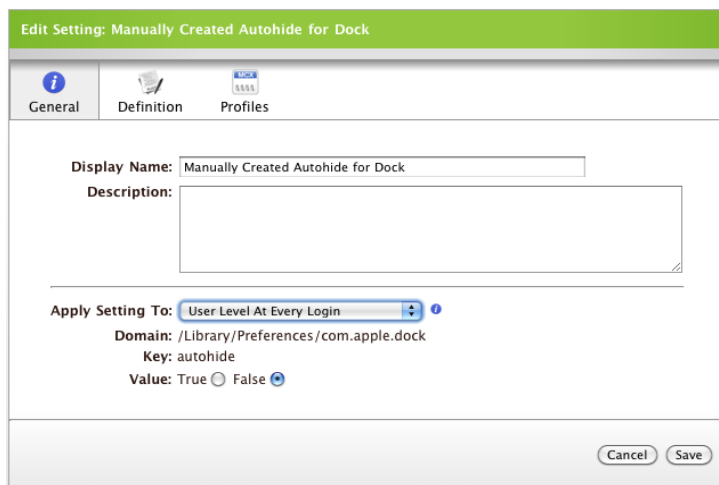 Edit Setting: Manually Created Autohide for Dock
MCX
General Definition Profiles
Display Name: Manually Created Autohide for Dock
Description:
Apply Setting To: User Level At Every Login
Domain: /Library/Preferences/com.apple.dock
Key: autohide
Value: True False
Cancel Save